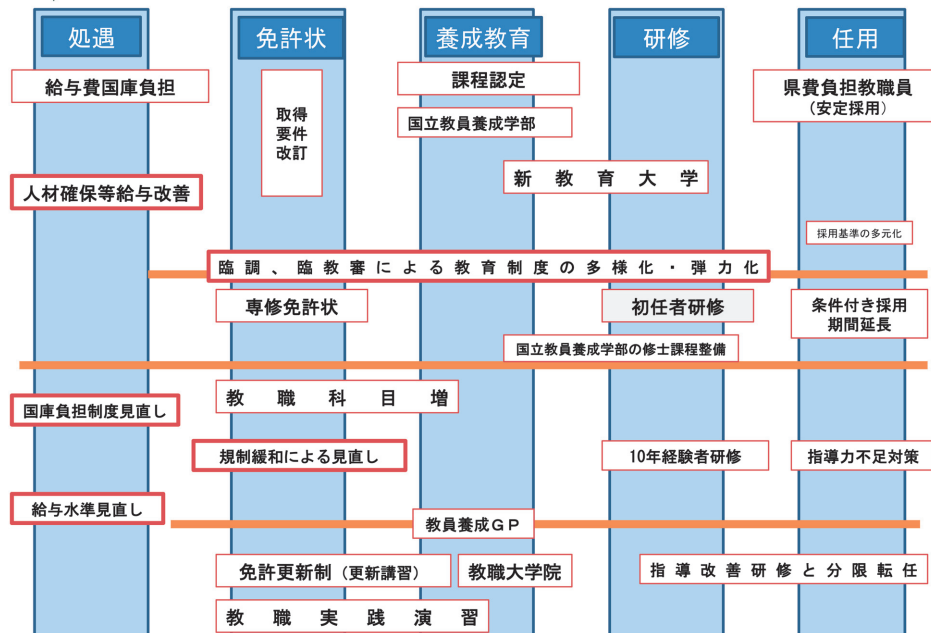 処遇
免許状
養成教育
研修
任用
給与費国庫負担
取得
要件
改訂
課程認定
国立教員養成学部
県費負担教職員
（安定採用）
新教育大学
人材確保等給与改善
採用基準の多元化
臨調、臨教審による教育制度の多様化・弾力化
専修免許状
初任者研修
条件付き採用
期間延長
国立教員養成学部の修士課程整備
教職科目増
国庫負担制度見直し
規制緩和による見直し
10年経験者研修
指導力不足対策
給与水準見直し
教員養成ＧＰ
免許更新制（更新講習）
教職大学院
指導改善研修と分限転任
教職実践演習